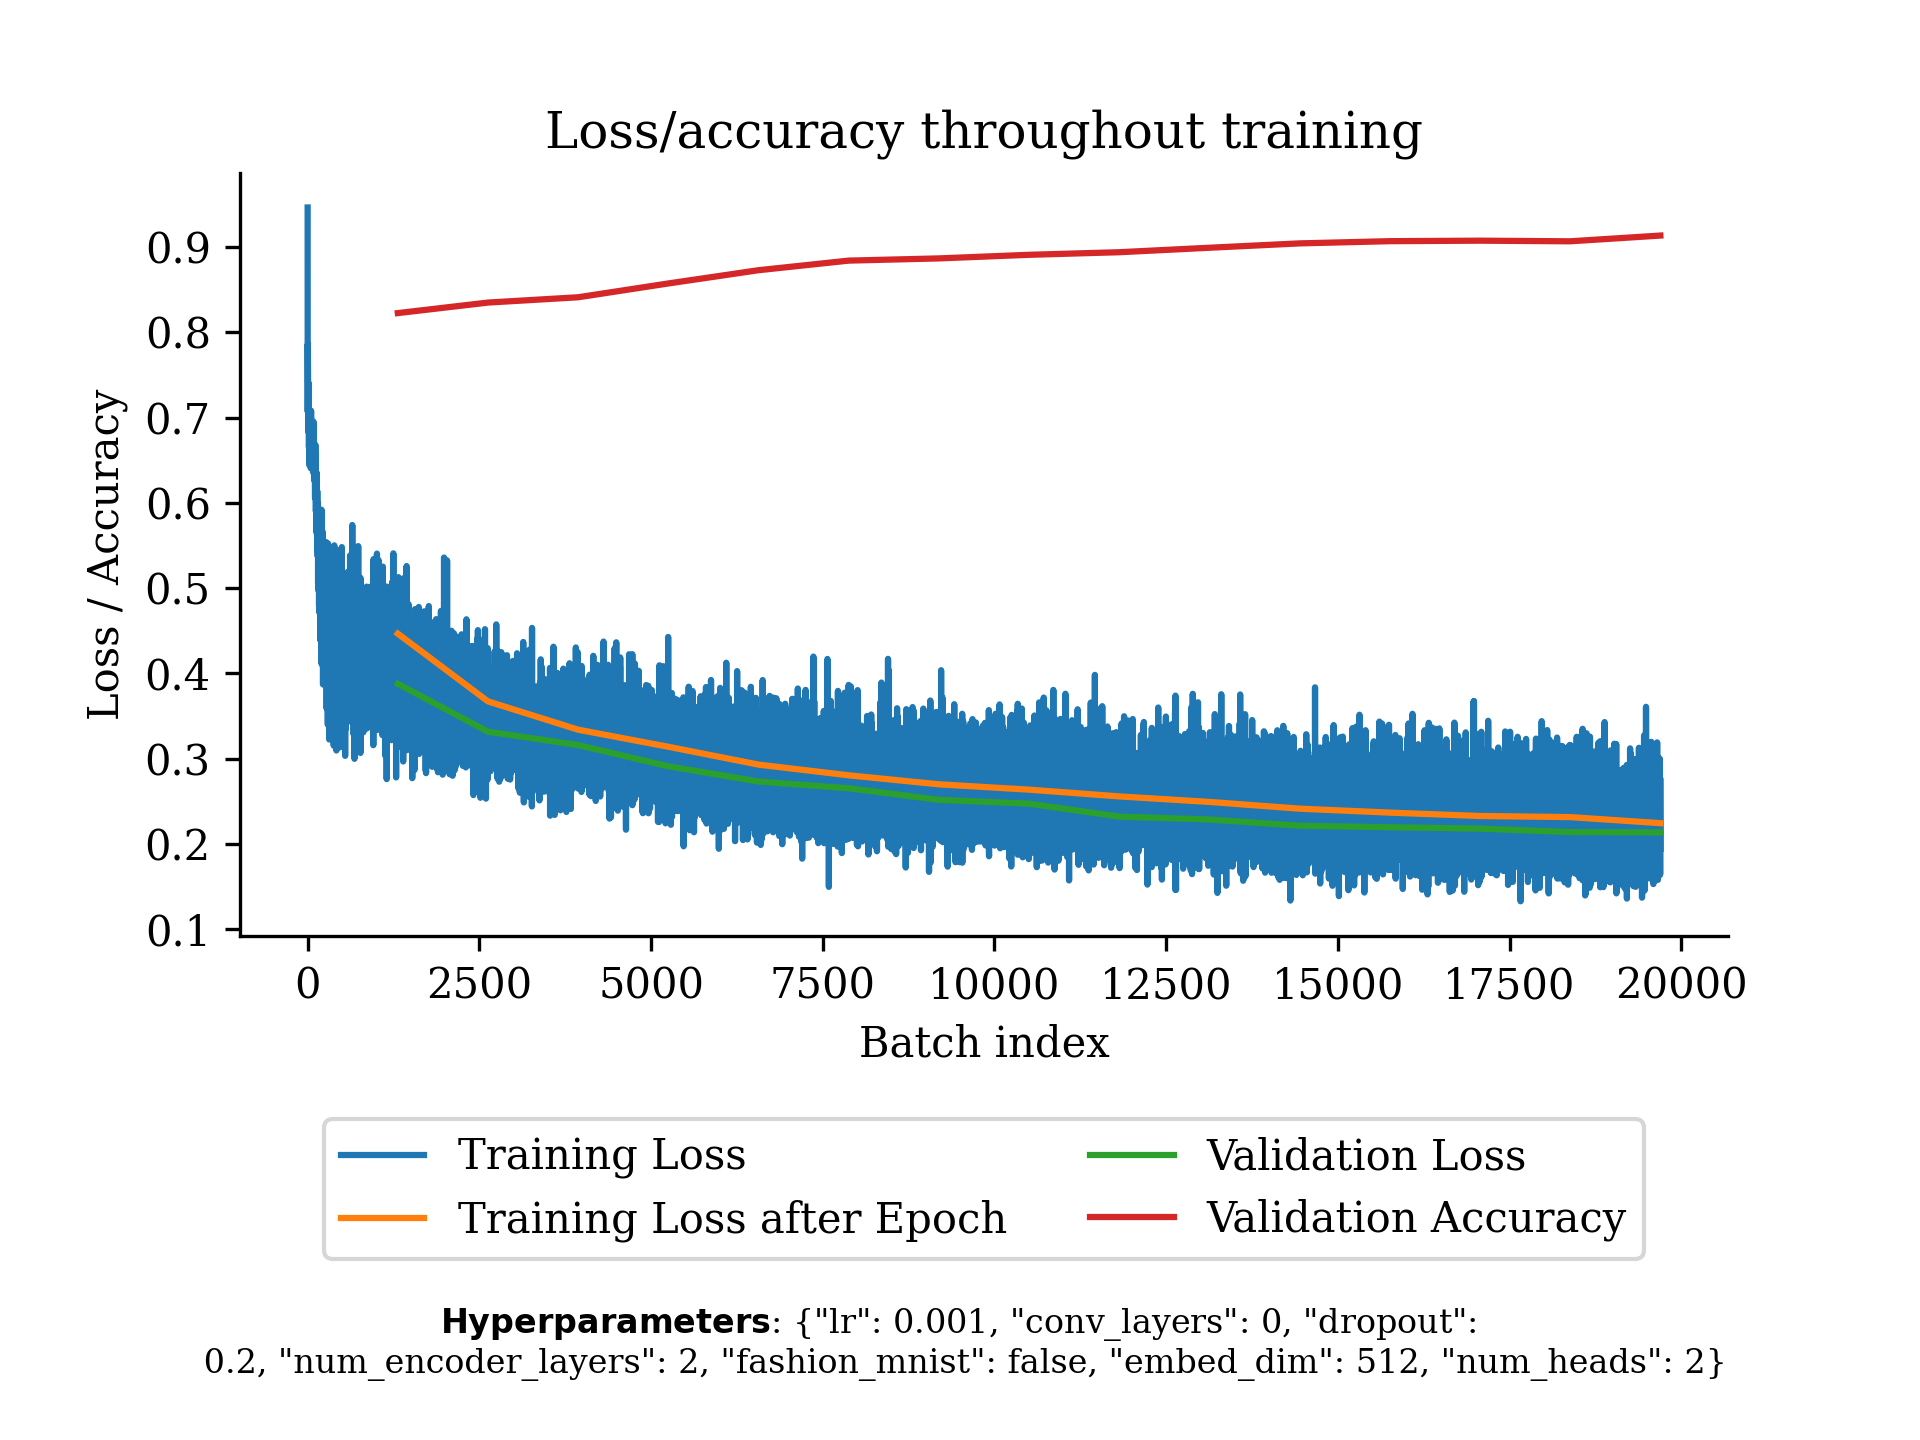 Loss/accuracy throughout training
Loss / Accuracy
0.9
0.8
0.7
0.6
0.5
0.4
0.3
0.2
0.1
0 2500 5000 7500 10000 12500 15000 17500 20000
Batch index
Training Loss
Training Loss after Epoch
Validation Loss
Validation Accuracy
Hyperparameters: {"lr": 0.001, "conv_layers": 0, "dropout":
0.2, "num_encoder_layers": 2, "fashion_mnist": false, "embed_dim": 512, "num_heads": 2}